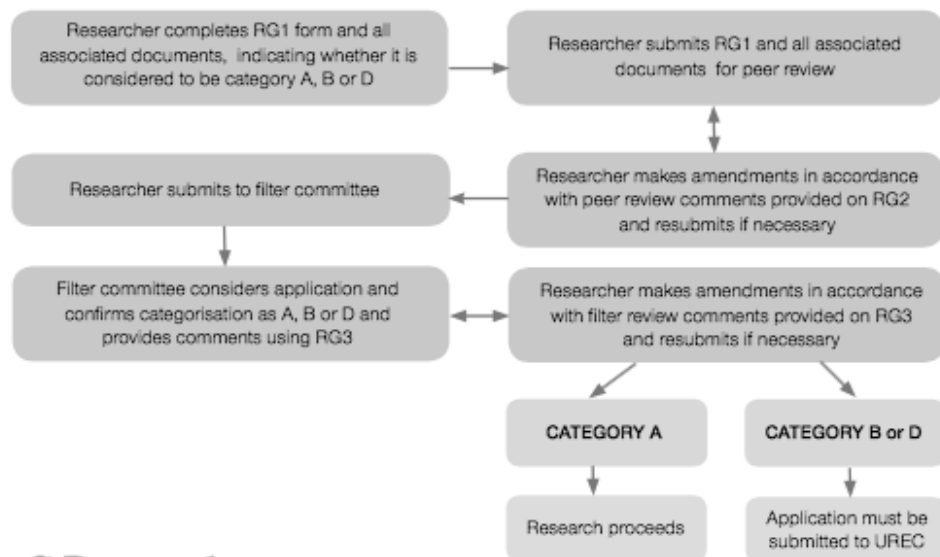 Researcher completes RG1 form and all
associated documents, indicating whether it is
considered to be category A, B or D
Researcher submits RG1 and all associated
documents for peer review
Researcher makes amendments in accordance
with peer review comments provided on RG2
and resubmits if necessary
Researcher submits to filter committee
Filter committee considers application and
confirms categorisation as A, B or D and
provides comments using RG3
Researcher makes amendments in accordance
with filter review comments provided on RG3
and resubmits if necessary
CATEGORY A
CATEGORY B or D
Research proceeds
Application must be
submitted to UREC